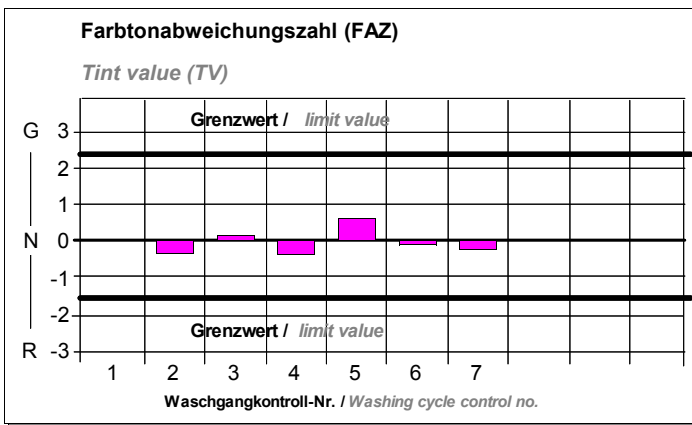 Farbtonabweichungszahl (FAZ)
Tint value (TV)
Grenzwert / limit value
G 3
2
1
N 0
-1
-2
Grenzwert / limit value
R -3
1 2 3 4 5 6 7
Waschgangkontroll-Nr. / Washing cycle control no.